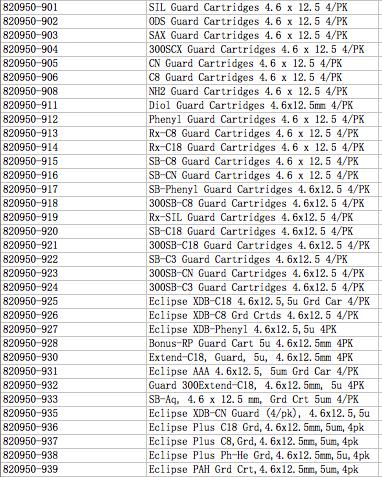 820950-901 SIL Guard Cartridges 4.6 x 12.5 4/PK
820950-902 ODS Guard Cartridges 4.6 x 12.5 4/PK
820950-903 SAX Guard Cartridges 4.6 x 12.5 4/PK
820950-904 300SCX Guard Cartridges 4.6 x 12.5 4/PK
820950-905 CN Guard Cartridges 4.6 x 12.5 4/PK
820950-906 C8 Guard Cartridges 4.6 x 12.5 4/PK
820950-908 NH2 Guard Cartridges 4.6 x 12.5 4/PK
820950-911 Diol Guard Cartridges 4.6x12.5mm 4/PK
820950-912 Phenyl Guard Cartridges 4.6 x 12.5 4/PK
820950-913 Rx-C8 Guard Cartridges 4.6 x 12.5 4/PK
820950-914 Rx-C18 Guard Cartridges 4.6 x 12.5 4/PK
820950-915 SB-C8 Guard Cartridges 4.6 x 12.5 4/PK
820950-916 SB-CN Guard Cartridges 4.6 x 12.5 4/PK
820950-917 SB-Phenyl Guard Cartridges 4.6x12.5 4/PK
820950-918 300SB-C8 Guard Cartridges 4.6x12.5 4/PK
820950-919 Rx-SIL Guard Cartridges 4.6x12.5 4/PK
820950-920 SB-C18 Guard Cartridges 4.6x12.5 4/PK
820950-921 300SB-C18 Guard Cartridges 4.6x12.5 4/PK
820950-922 SB-C3 Guard Cartridges 4.6x12.5 4/PK
820950-923 300SB-CN Guard Cartridges 4.6x12.5 4/PK
820950-924 300SB-C3 Guard Cartridges 4.6x12.5 4/PK
820950-925 Eclipse XDB-C18 4.6x12.5,5u Grd Car 4/PK
820950-926 Eclipse XDB-C8 Grd Crtds 4.6x12.5 4/PK
820950-927 Eclipse XDB-Phenyl 4.6x12.5,5u 4PK
820950-928 Bonus-RP Guard Cart 5u 4.6x12.5mm 4PK
820950-930 Extend-C18, Guard, 5u, 4.6x12.5mm 4PK
820950-931 Eclipse AAA 4.6x12.5, 5um Grd Car 4/PK
820950-932 Guard 300Extend-C18, 4.6x12.5mm, 5u 4PK
820950-933 SB-Aq, 4.6 x 12.5 mm, Grd Crt 5um 4/PK
820950-935 Eclipse XDB-CN Guard (4/pk), 4.6x12.5,5u
820950-936 Eclipse Plus C18 Grd,4.6x12.5mm,5um,4pk
820950-937 Eclipse Plus C8,Grd,4.6x12.5mm,5um,4pk
820950-938 Eclipse Plus Ph-He Grd,4.6x12.5mm,5u,4pk
820950-939 Eclipse PAH Grd Crt,4.6x12.5mm,5um,4pk